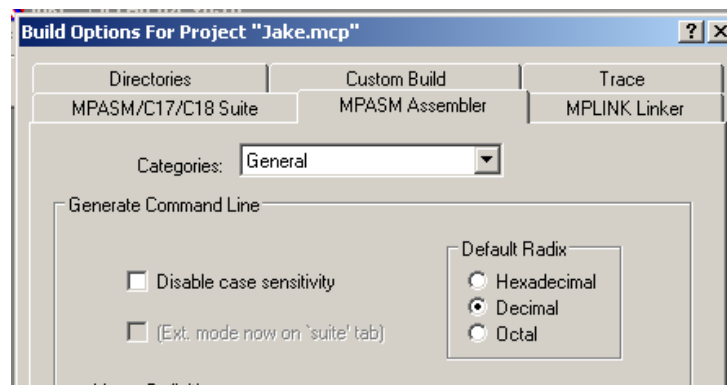 Build Options For Project "Jake.mcp"
Directories Custom Build Trace
MPASM/C17/C18 Suite MPASM Assembler MPLINK Linker
Categories: General
Generate Command Line
Default Radix
Disable case sensitivity
Hexadecimal
Decimal
(Ext. mode now on `suite' tab)
Octal